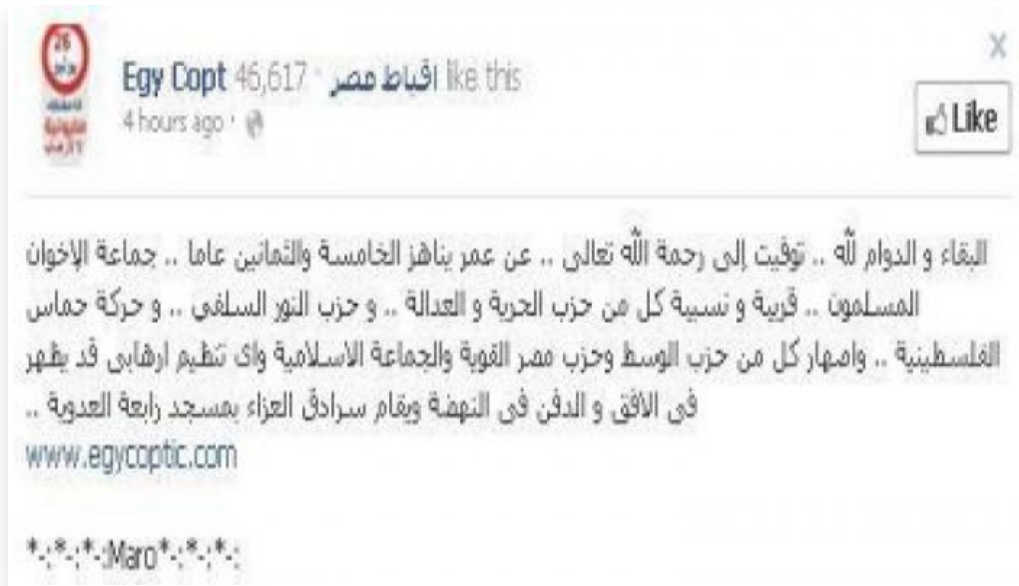 26
Egy Copt اقباط مصر · 46,617 like this
4 hours ago ·
Like
البقاء و الدوام لله .. توفيت إلى رحمة الله تعالى .. عن عمر يناهز الخامسة والثمانين عاما .. جماعة الإخوان
المسلمون .. قريبة و نسيبة كل من حزب الحرية و العدالة .. و حزب النور السلفي .. و حركة حماس
الفلسطينية .. واصهار كل من حزب الوسط وحزب مصر القوية والجماعة الاسلامية واى تنظيم ارهابى قد يظهر
فى الافق و الدفن فى النهضة ويقام سرادق العزاء بمسجد رابعة العدوية ..
www.egycoptic.com
*-:*-:*-:Maro*-:*-:*-: